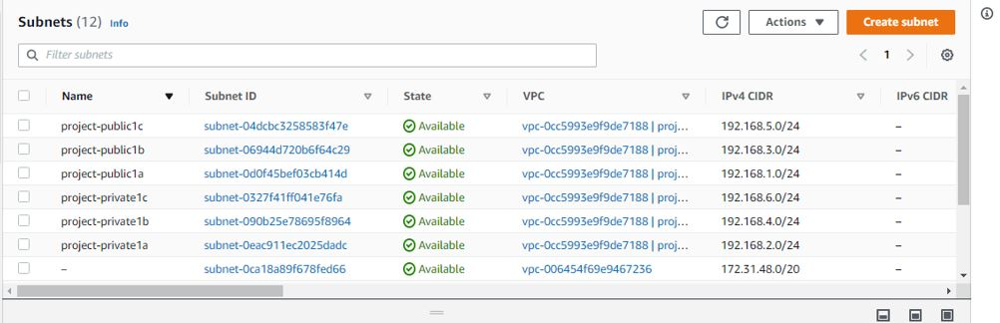 Subnets (12) Info Actions Create subnet
Filter subnets 1
Name Subnet ID State VPC IPv4 CIDR IPv6 CIDR
project-public1c subnet-04dcbc3258583f47e Available vpc-0cc5993e9f9de7188 | proj... 192.168.5.0/24 –
project-public1b subnet-06944d720b6f64c29 Available vpc-0cc5993e9f9de7188 | proj... 192.168.3.0/24 –
project-public1a subnet-0d0f45bef03cb414d Available vpc-0cc5993e9f9de7188 | proj... 192.168.1.0/24 –
project-private1c subnet-0327f41ff041e76fa Available vpc-0cc5993e9f9de7188 | proj... 192.168.6.0/24 –
project-private1b subnet-090b25e78695f8964 Available vpc-0cc5993e9f9de7188 | proj... 192.168.4.0/24 –
project-private1a subnet-0eac911ec2025dadc Available vpc-0cc5993e9f9de7188 | proj... 192.168.2.0/24 –
– subnet-0ca18a89f678fed66 Available vpc-006454f69e9467236 172.31.48.0/20 –